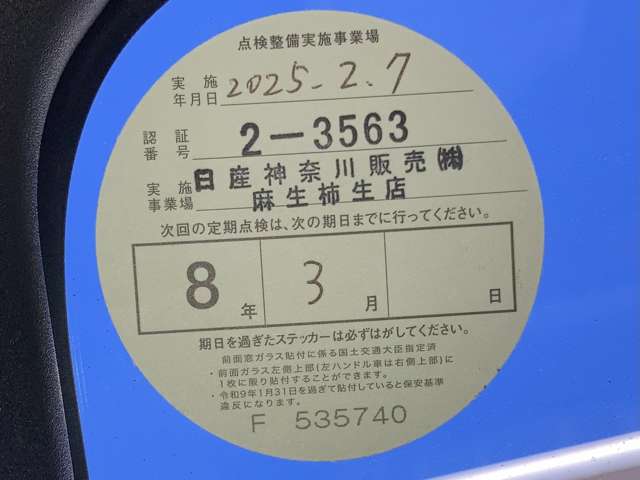 点検整備実施事業場
実施
年月日 2025.2.7
認証
番号 2-3563
実施
事業場 日産神奈川販売㈱
麻生柿生店
次回の定期点検は、次の期日までに行ってください。
8年 3月 日
期日を過ぎたステッカーは必ずはがしてください。
・前面窓ガラス貼付に係る国土交通大臣指定済
・前面ガラス左側上部(左ハンドル車は右側上部)に
1枚に限り貼付することができます。
・令和9年1月31日を過ぎて貼付していると保安基準
違反になります。
F 535740